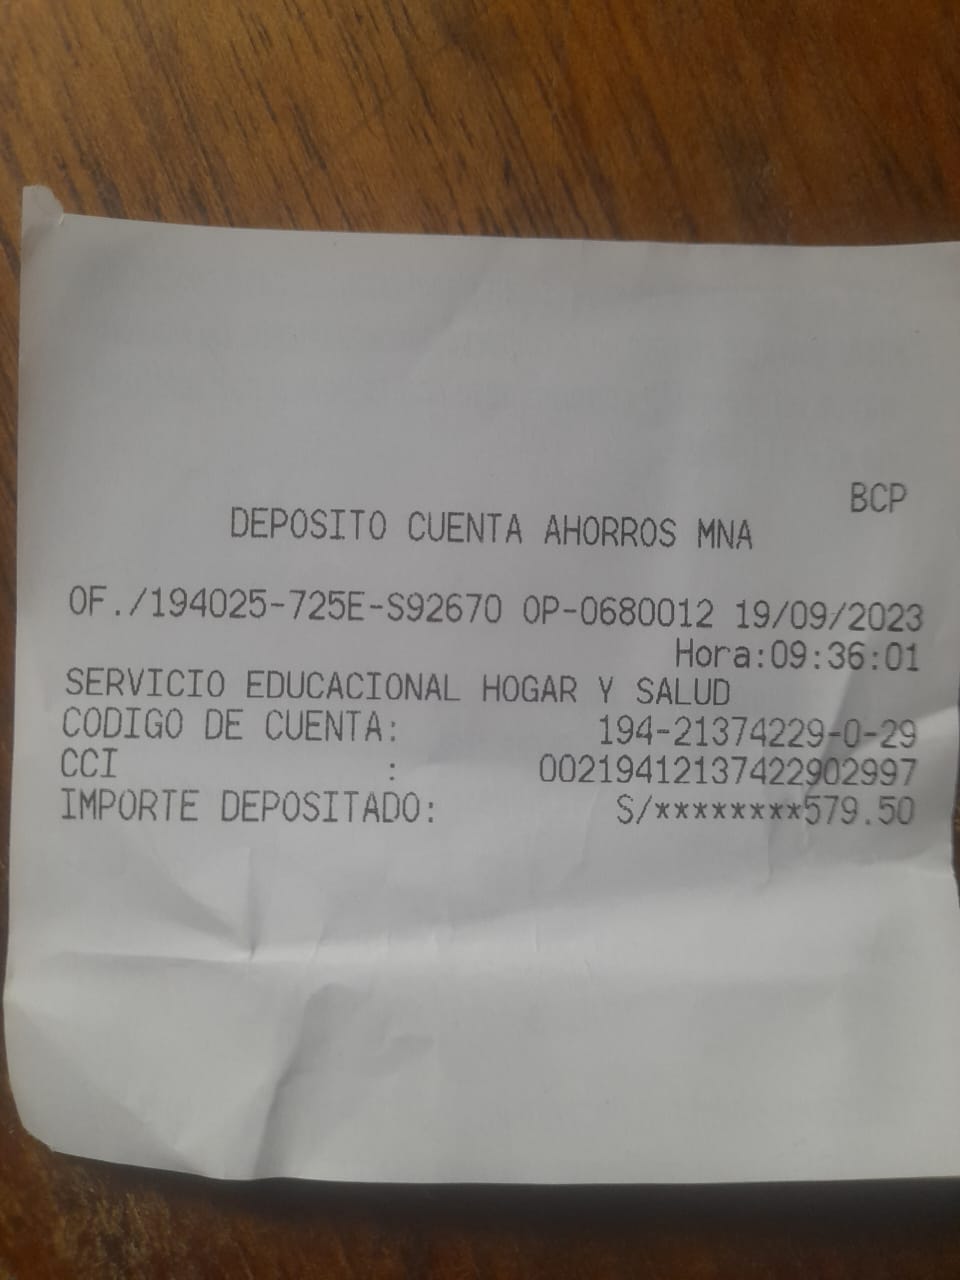 BCP
DEPOSITO CUENTA AHORROS MNA
OF./194025-725E-S92670 OP-0680012 19/09/2023
Hora:09:36:01
SERVICIO EDUCACIONAL HOGAR Y SALUD
CODIGO DE CUENTA: 194-21374229-0-29
CCI : 00219412137422902997
IMPORTE DEPOSITADO: S/********579.50